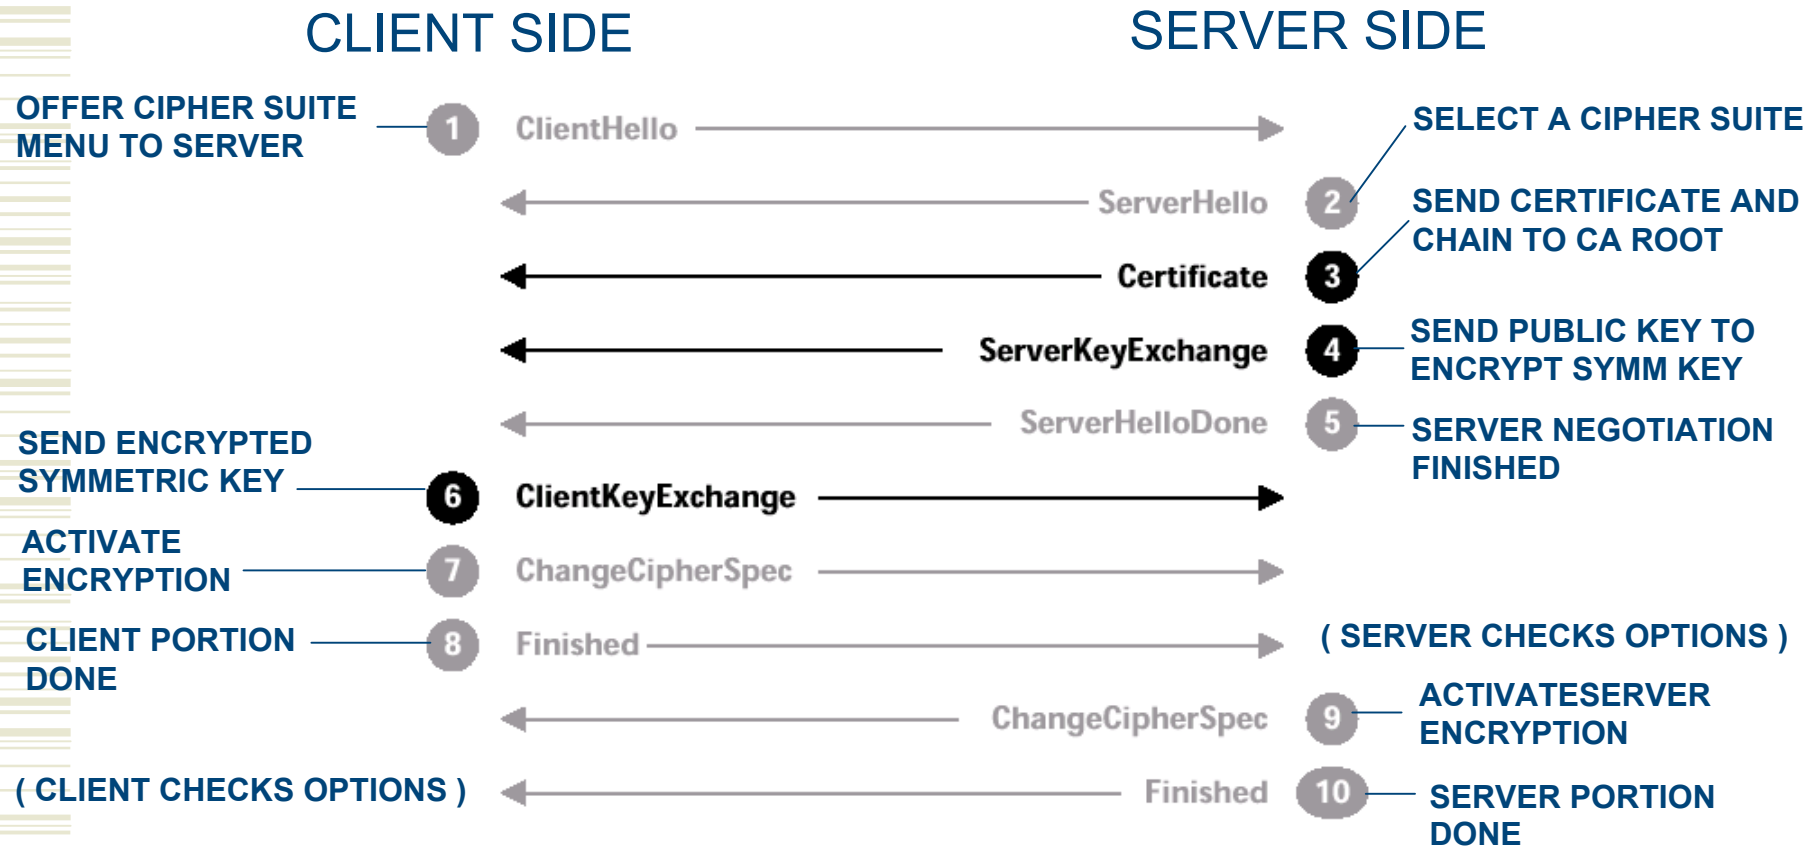 CLIENT SIDE
SERVER SIDE
OFFER CIPHER SUITE
MENU TO SERVER
1
ClientHello
SELECT A CIPHER SUITE
ServerHello
2
SEND CERTIFICATE AND
CHAIN TO CA ROOT
Certificate
3
ServerKeyExchange
4
SEND PUBLIC KEY TO
ENCRYPT SYMM KEY
ServerHelloDone
5
SERVER NEGOTIATION
FINISHED
SEND ENCRYPTED
SYMMETRIC KEY
6
ClientKeyExchange
ACTIVATE
ENCRYPTION
7
ChangeCipherSpec
CLIENT PORTION
DONE
8
Finished
( SERVER CHECKS OPTIONS )
ChangeCipherSpec
9
ACTIVATESERVER
ENCRYPTION
( CLIENT CHECKS OPTIONS )
Finished
10
SERVER PORTION
DONE